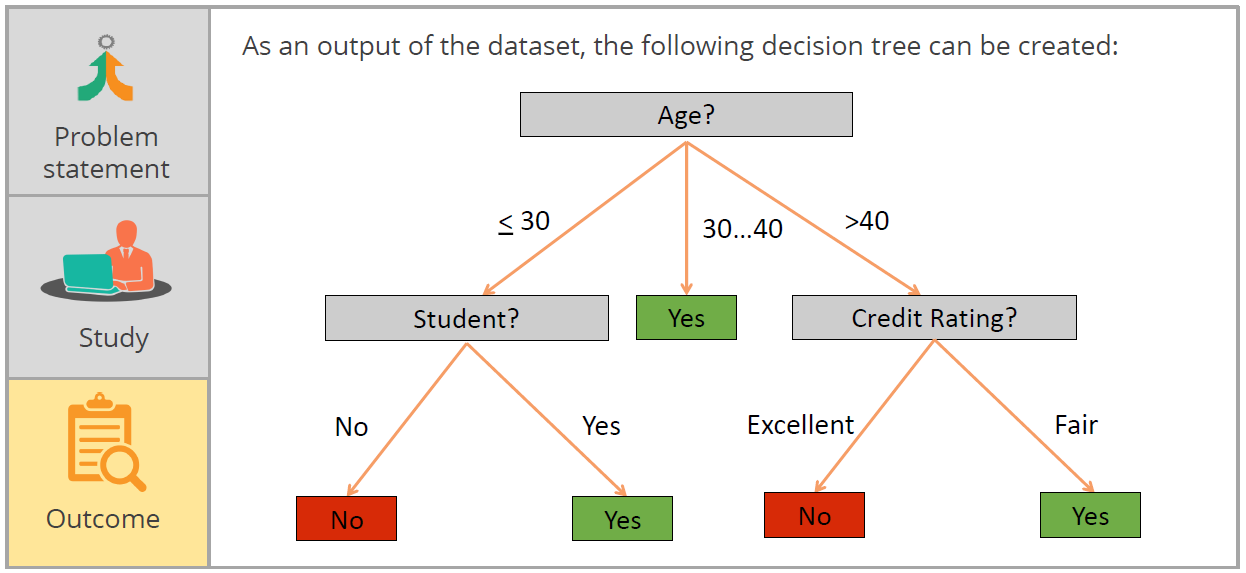 Problem
statement
Study
Outcome
As an output of the dataset, the following decision tree can be created:
Age?
≤ 30
30...40
>40
Student?
Yes
Credit Rating?
No
Yes
Excellent
Fair
No
Yes
No
Yes